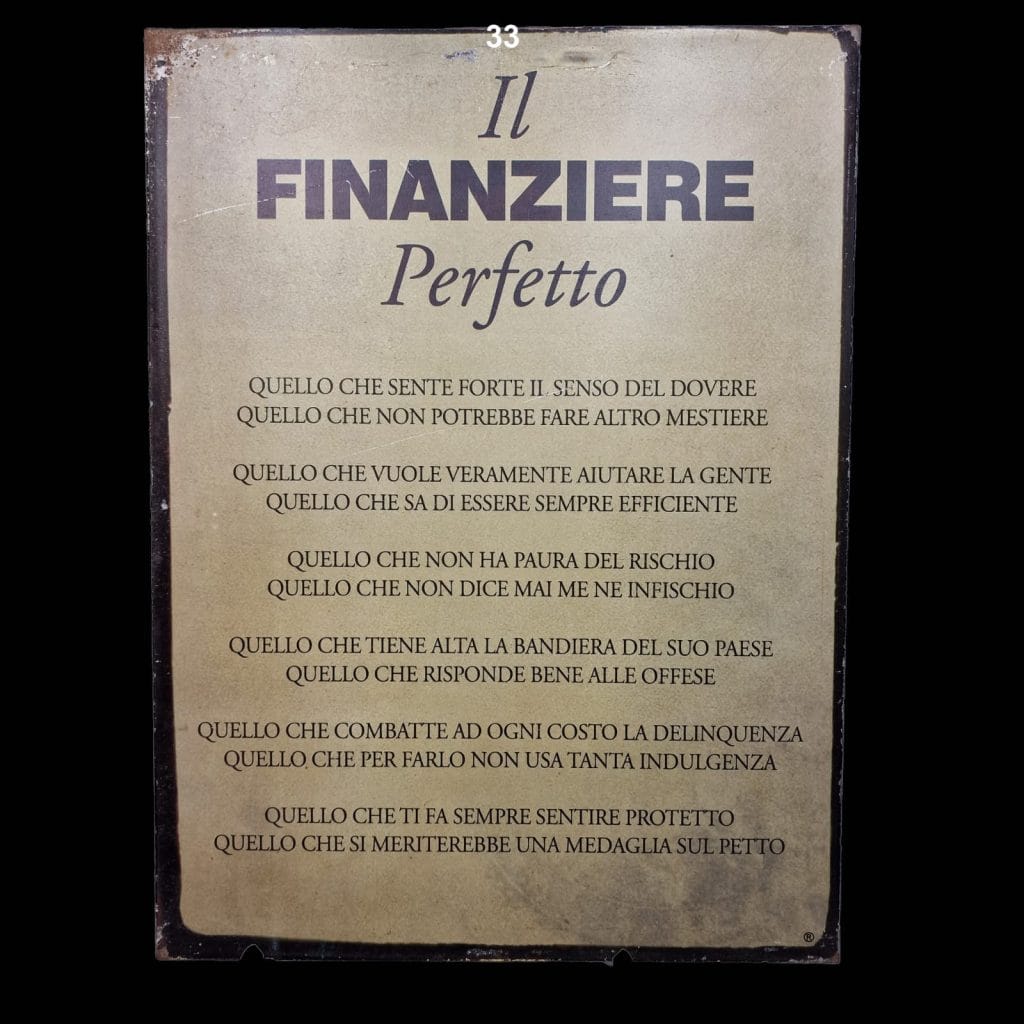 33
Il
FINANZIERE
Perfetto
QUELLO CHE SENTE FORTE IL SENSO DEL DOVERE
QUELLO CHE NON POTREBBE FARE ALTRO MESTIERE
QUELLO CHE VUOLE VERAMENTE AIUTARE LA GENTE
QUELLO CHE SA DI ESSERE SEMPRE EFFICIENTE
QUELLO CHE NON HA PAURA DEL RISCHIO
QUELLO CHE NON DICE MAI ME NE INFISCHIO
QUELLO CHE TIENE ALTA LA BANDIERA DEL SUO PAESE
QUELLO CHE RISPONDE BENE ALLE OFFESE
QUELLO CHE COMBATTE AD OGNI COSTO LA DELINQUENZA
QUELLO CHE PER FARLO NON USA TANTA INDULGENZA
QUELLO CHE TI FA SEMPRE SENTIRE PROTETTO
QUELLO CHE SI MERITEREBBE UNA MEDAGLIA SUL PETTO
®